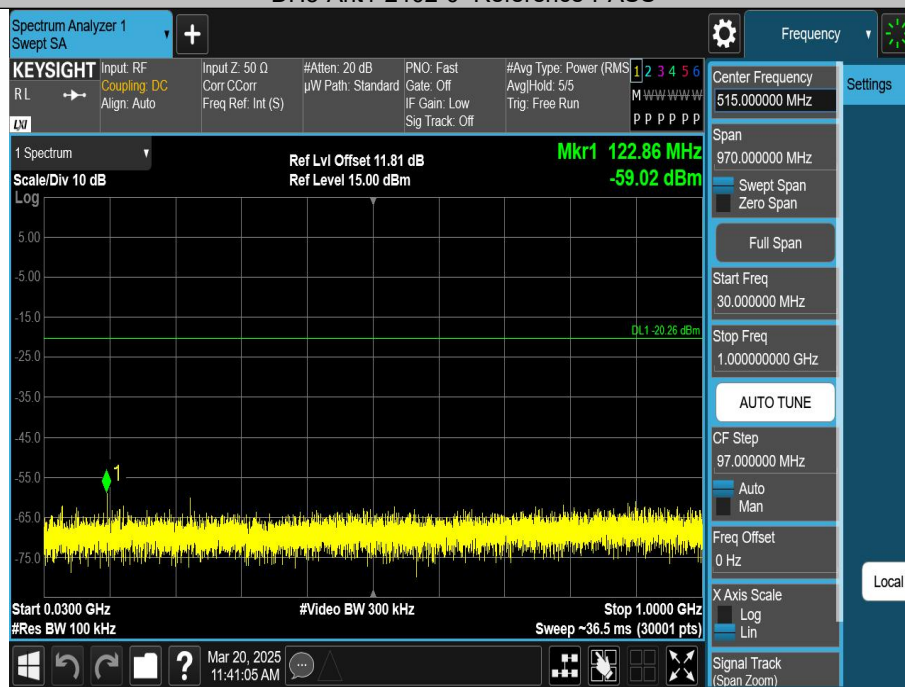 Spectrum Analyzer 1
Swept SA
Frequency
KEYSIGHT
RL
LXI
Input: RF
Coupling: DC
Align: Auto
Input Z: 50 Ω
Corr CCorr
Freq Ref: Int (S)
#Atten: 20 dB
µW Path: Standard
PNO: Fast
Gate: Off
IF Gain: Low
Sig Track: Off
#Avg Type: Power (RMS
Avg|Hold: 5/5
Trig: Free Run
1 2 3 4 5 6
M W W W W W
P P P P P P
1 Spectrum
Scale/Div 10 dB
Ref Lvl Offset 11.81 dB
Ref Level 15.00 dBm
Mkr1 122.86 MHz
-59.02 dBm
Log
5.00
-5.00
-15.0
DL1 -20.26 dBm
-25.0
-35.0
-45.0
-55.0
1
-65.0
-75.0
Start 0.0300 GHz
#Res BW 100 kHz
#Video BW 300 kHz
Stop 1.0000 GHz
Sweep ~36.5 ms (30001 pts)
Mar 20, 2025
11:41:05 AM
Center Frequency
515.000000 MHz
Span
970.000000 MHz
Swept Span
Zero Span
Full Span
Start Freq
30.000000 MHz
Stop Freq
1.000000000 GHz
AUTO TUNE
CF Step
97.000000 MHz
Auto
Man
Freq Offset
0 Hz
X Axis Scale
Log
Lin
Signal Track
(Span Zoom)
Settings
Local